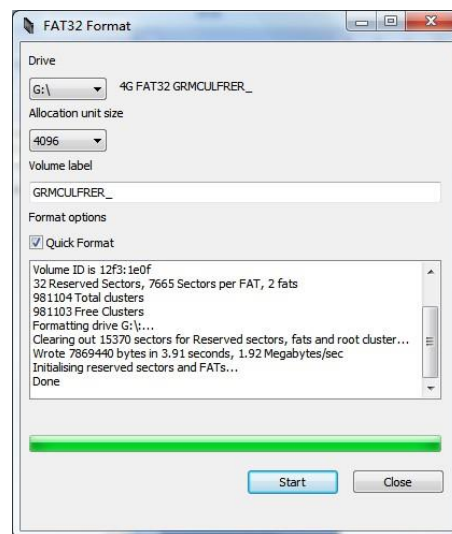 FAT32 Format
Drive
G:\ 4G FAT32 GRMCULFRER_
Allocation unit size
4096
Volume label
GRMCULFRER_
Format options
Quick Format
Volume ID is 12f3:1e0f
32 Reserved Sectors, 7665 Sectors per FAT, 2 fats
981104 Total clusters
981103 Free Clusters
Formatting drive G:\:...
Clearing out 15370 sectors for Reserved sectors, fats and root cluster...
Wrote 7869440 bytes in 3.91 seconds, 1.92 Megabytes/sec
Initialising reserved sectors and FATs...
Done
Start Close